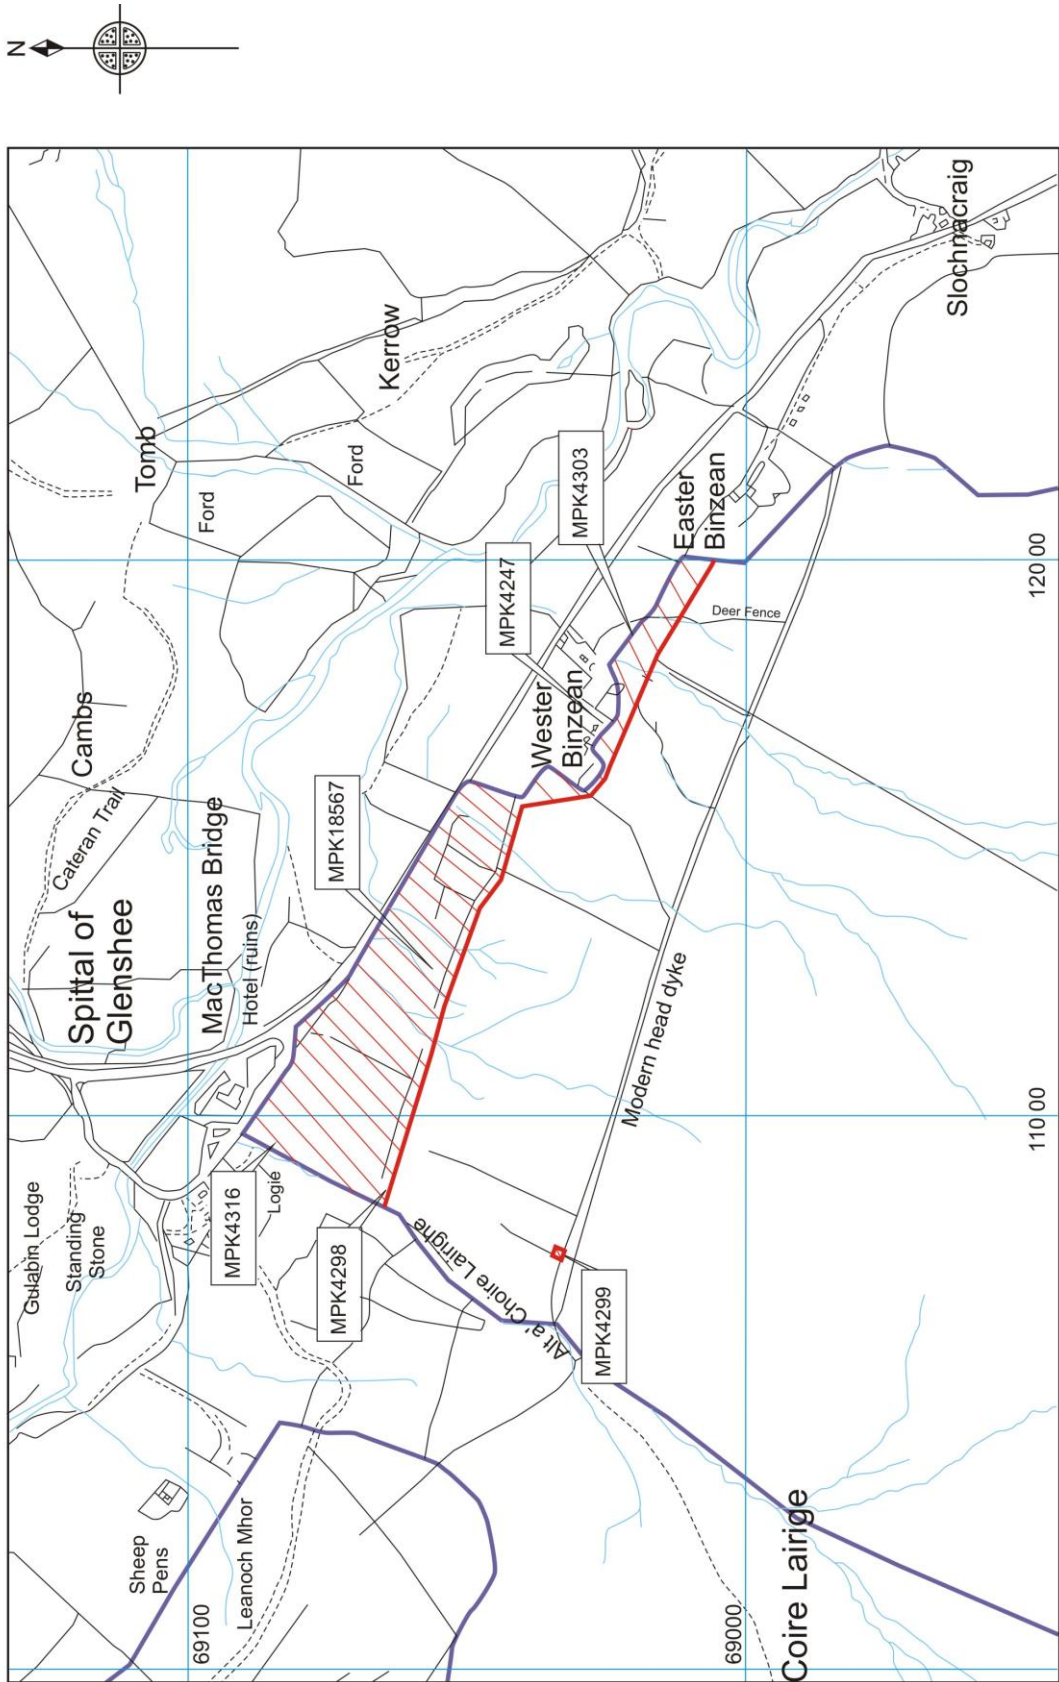 N
Gulabin Lodge
Standing
Stone
Spittal of
Glenshee
Cateran Trail
Cambs
Tomb
Ford
Ford
MacThomas Bridge
Hotel (ruins)
Kerrow
Sheep
Pens
Leanoch Mhor
69100
MPK4316
Logie
MPK4298
MPK18567
MPK4247
MPK4303
Wester
Binzean
Easter
Binzean
Deer Fence
Allt a' Choire Lairighe
MPK4299
Modern head dyke
Slochnacraig
69000
Coire Lairige
110 00
120 00